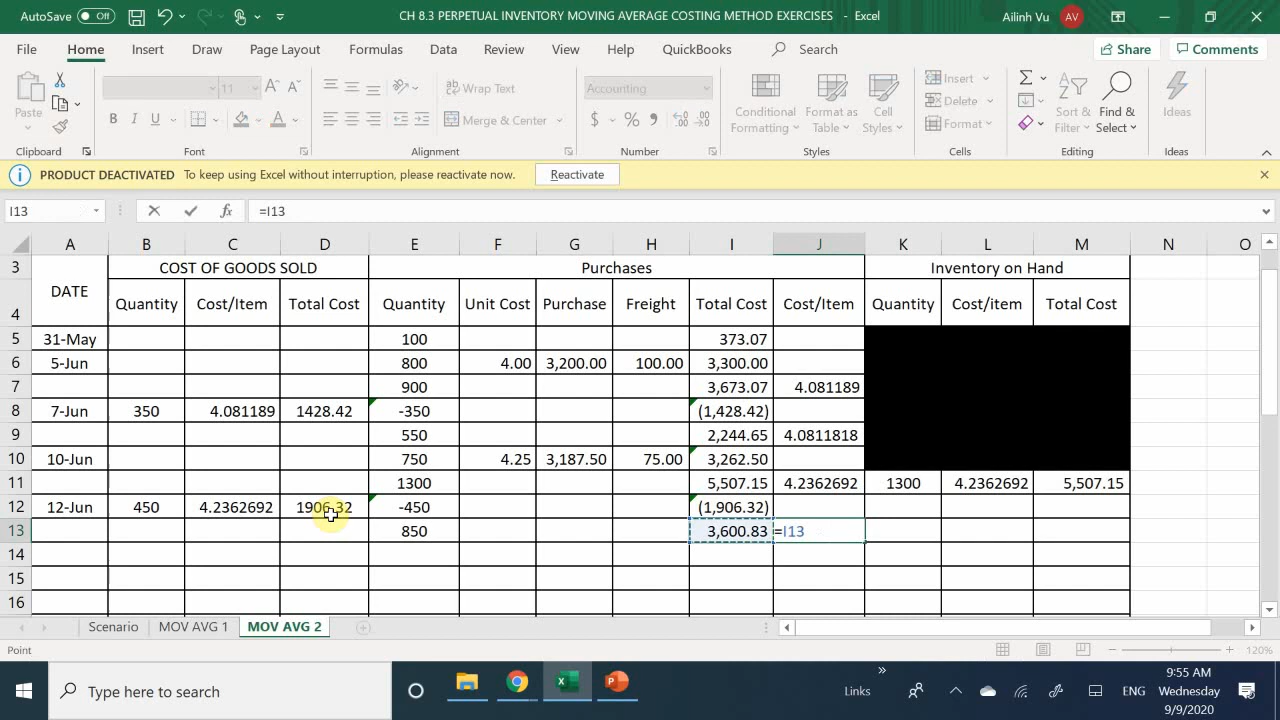 AutoSave Off CH 8.3 PERPETUAL INVENTORY MOVING AVERAGE COSTING METHOD EXERCISES - Excel Ailinh Vu AV
File Home Insert Draw Page Layout Formulas Data Review View Help QuickBooks Search Share Comments
Paste
B I U
A A
ab Wrap Text
Merge & Center
Accounting
$ % ,
Conditional Formatting
Format as Table
Cell Styles
Insert
Delete
Format
Sort & Filter
Find & Select
Ideas
Clipboard Font Alignment Number Styles Cells Editing Ideas
PRODUCT DEACTIVATED To keep using Excel without interruption, please reactivate now. Reactivate
I13 fx =I13
A B C D E F G H I J K L M N O
3 COST OF GOODS SOLD Purchases Inventory on Hand
DATE
4 Quantity Cost/Item Total Cost Quantity Unit Cost Purchase Freight Total Cost Cost/Item Quantity Cost/item Total Cost
5 31-May 100 373.07
6 5-Jun 800 4.00 3,200.00 100.00 3,300.00
7 900 3,673.07 4.081189
8 7-Jun 350 4.081189 1428.42 -350 (1,428.42)
9 550 2,244.65 4.0811818
10 10-Jun 750 4.25 3,187.50 75.00 3,262.50
11 1300 5,507.15 4.2362692 1300 4.2362692 5,507.15
12 12-Jun 450 4.2362692 1906.32 -450 (1,906.32)
13 850 3,600.83 =I13
14
15
16
Scenario MOV AVG 1 MOV AVG 2
Point 120%
Type here to search
Links
ENG
9:55 AM
Wednesday
9/9/2020